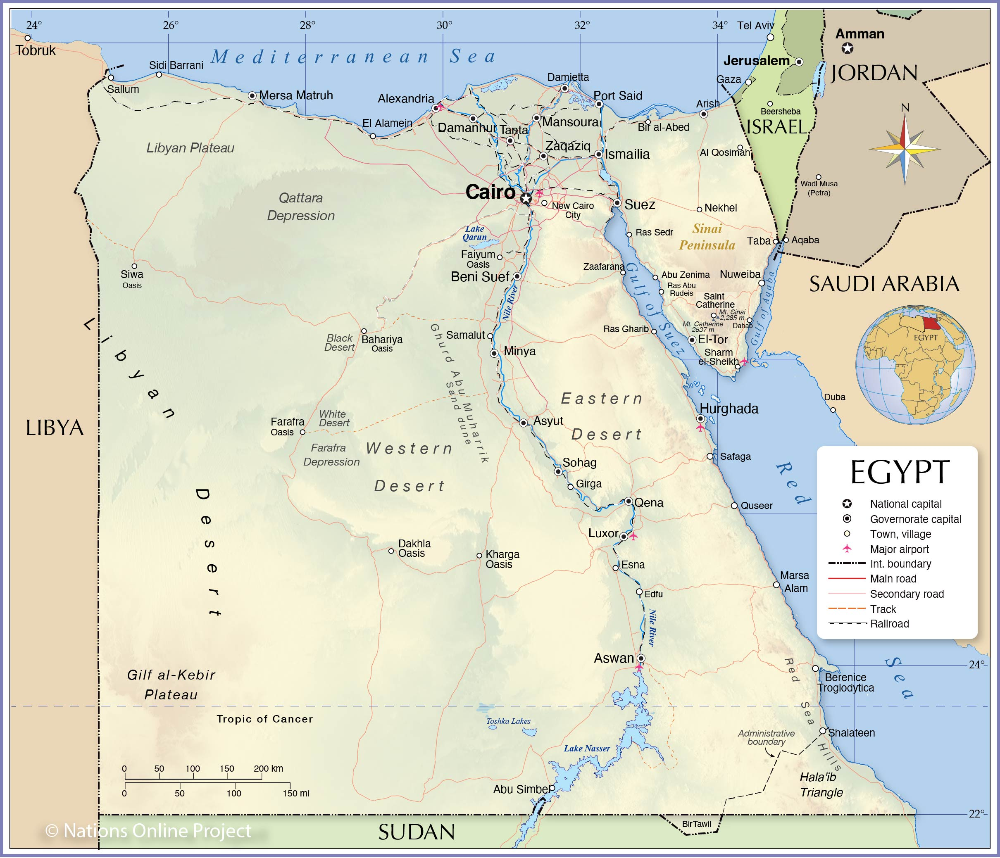 24°
26°
28°
30°
32°
34°
Tel Aviv
Amman
Tobruk
Mediterranean Sea
Sidi Barrani
Jerusalem
JORDAN
Sallum
Mersa Matruh
Alexandria
Damietta
Port Said
Gaza
Arish
Beersheba
N
El Alamein
Damanhur
Tanta
Mansoura
Bir al-Abed
ISRAEL
Libyan Plateau
Zaqaziq
Ismailia
Al Qosimah
Wadi Musa
(Petra)
Qattara
Depression
Cairo
New Cairo
City
Suez
Nekhel
Lake
Qarun
Ras Sedr
Sinai
Peninsula
Taba
Aqaba
Faiyum
Oasis
Siwa
Oasis
Beni Suef
Zaafarana
Gulf of Suez
Abu Zenima
Nuweiba
Ras Abu
Rudeis
SAUDI ARABIA
Nile River
Saint
Catherine
Mt. Sinai
2,285 m
Mt. Catherine
2637 m
Dahab
Gulf of Aqaba
Libyan
Desert
Black
Desert
Bahariya
Oasis
Ghurd Abu Muharrik
Sand dune
Samalut
Minya
Ras Gharib
El-Tor
Sharm
el-Sheikh
EGYPT
Duba
Eastern
Desert
Hurghada
LIBYA
White
Desert
Farafra
Oasis
Asyut
Farafra
Depression
Western
Desert
Sohag
Girga
Safaga
Red
Sea
Qena
Quseer
Luxor
Dakhla
Oasis
Kharga
Oasis
Esna
Edfu
Marsa
Alam
Nile River
EGYPT
National capital
Governorate capital
Town, village
Major airport
Int. boundary
Main road
Secondary road
Track
Railroad
Aswan
24°
Gilf al-Kebir
Plateau
Red Sea Hills
Berenice
Troglodytica
Tropic of Cancer
Toshka Lakes
Administrative
boundary
Shalateen
Lake Nasser
0 50 100 150 200 km
0 50 100 150 mi
Abu Simbel
Hala'ib
Triangle
22°
Bir Tawil
SUDAN
© Nations Online Project